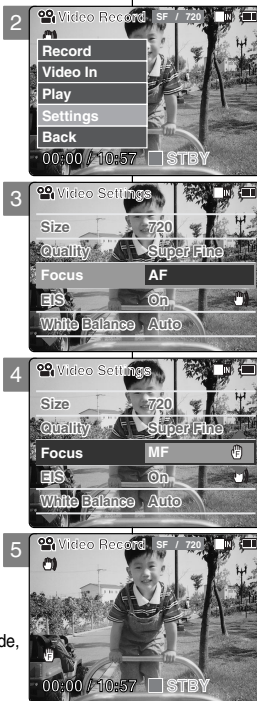 2
Video Record SF / 720 IN
Record
Video In
Play
Settings
Back
00:00 / 10:57 STBY
3
Video Settings IN
Size 720
Quality Super Fine
Focus AF
EIS On
White Balance Auto
4
Video Settings IN
Size 720
Quality Super Fine
Focus MF
EIS On
White Balance Auto
5
Video Record SF / 720 IN
de,
00:00 / 10:57 STBY